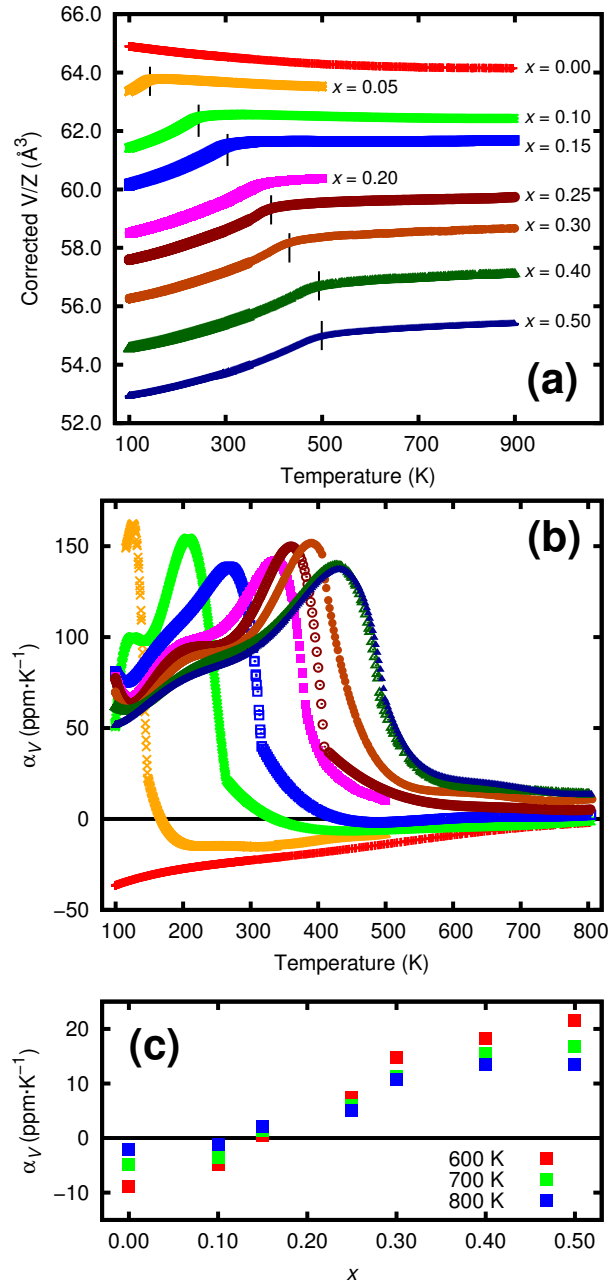 (a)
Corrected V/Z (Å³)
66.0
64.0
62.0
60.0
58.0
56.0
54.0
52.0
x = 0.00
x = 0.05
x = 0.10
x = 0.15
x = 0.20
x = 0.25
x = 0.30
x = 0.40
x = 0.50
100 300 500 700 900
Temperature (K)
(b)
α_V (ppm·K⁻¹)
150
100
50
0
−50
100 200 300 400 500 600 700 800
Temperature (K)
(c)
α_V (ppm·K⁻¹)
20
10
0
−10
600 K
700 K
800 K
0.00 0.10 0.20 0.30 0.40 0.50
x